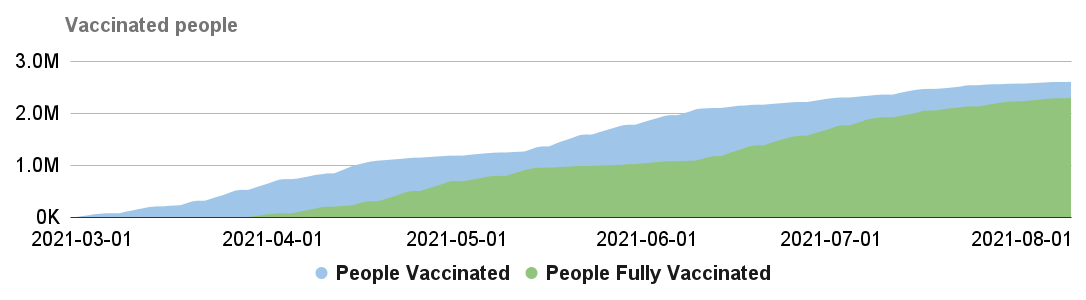 Vaccinated people
3.0M
2.0M
1.0M
0K
2021-03-01 2021-04-01 2021-05-01 2021-06-01 2021-07-01 2021-08-01
People Vaccinated People Fully Vaccinated